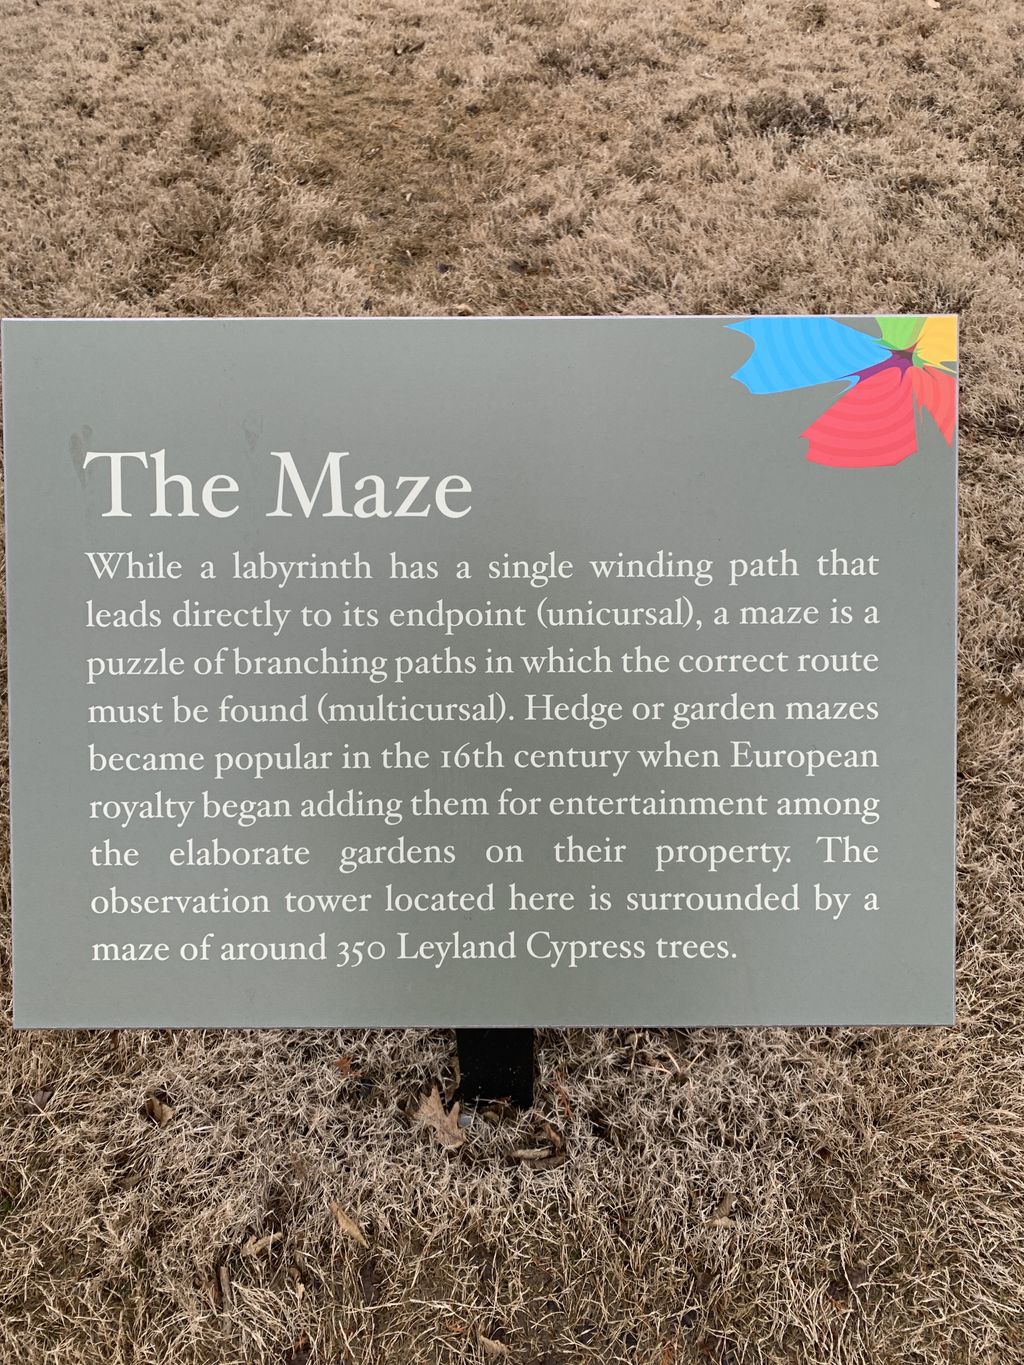 The Maze
While a labyrinth has a single winding path that
leads directly to its endpoint (unicursal), a maze is a
puzzle of branching paths in which the correct route
must be found (multicursal). Hedge or garden mazes
became popular in the 16th century when European
royalty began adding them for entertainment among
the elaborate gardens on their property. The
observation tower located here is surrounded by a
maze of around 350 Leyland Cypress trees.